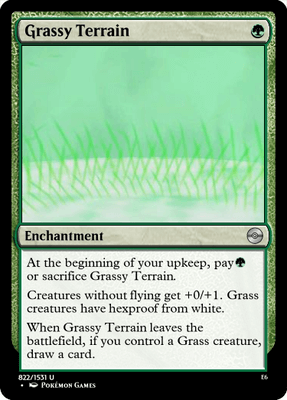 Grassy Terrain
Enchantment
At the beginning of your upkeep, pay
or sacrifice Grassy Terrain.
Creatures without flying get +0/+1. Grass
creatures have hexproof from white.
When Grassy Terrain leaves the
battlefield, if you control a Grass creature,
draw a card.
822/1531 U
E6
• Pokémon Games